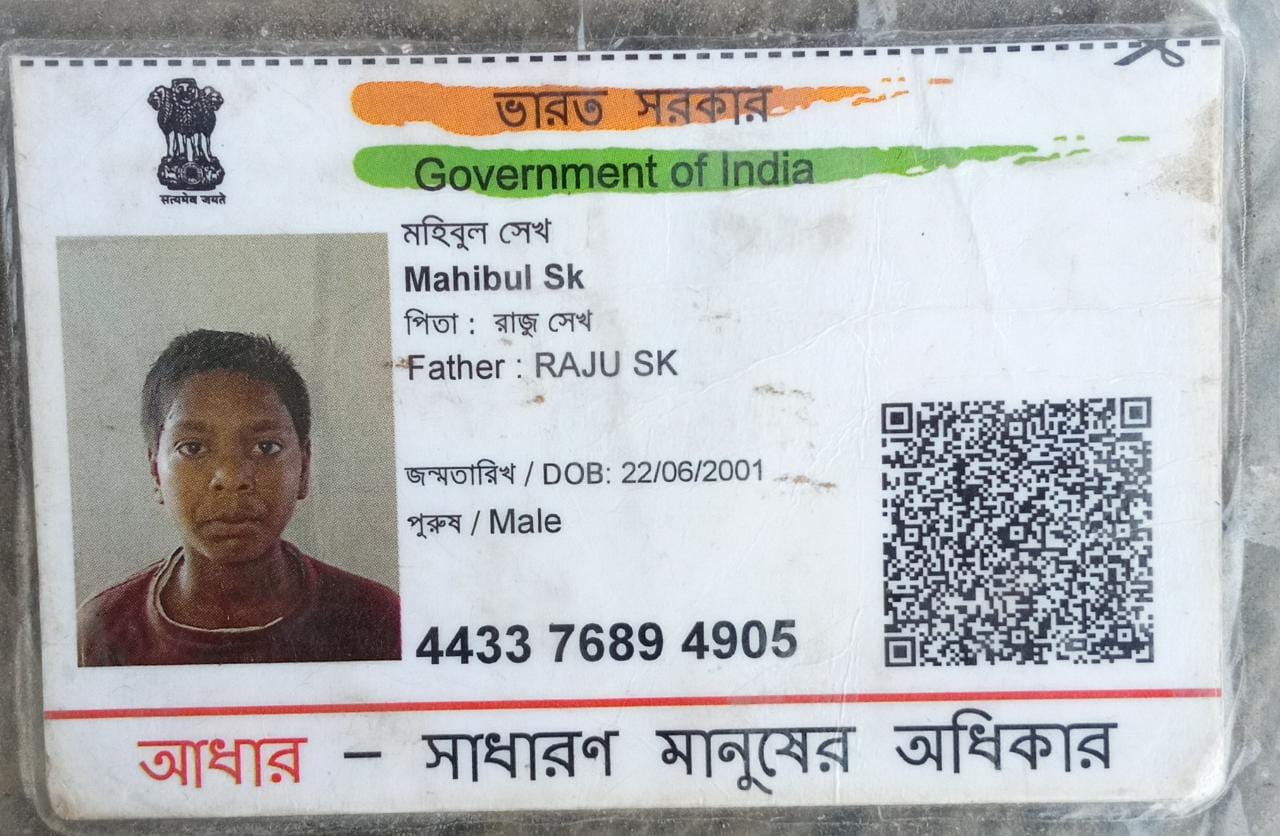 ভারত সরকার
Government of India
सत्यमेव जयते
মহিবুল সেখ
Mahibul Sk
পিতা : রাজু সেখ
Father : RAJU SK
জন্মতারিখ / DOB: 22/06/2001
পুরুষ / Male
4433 7689 4905
আধার – সাধারণ মানুষের অধিকার